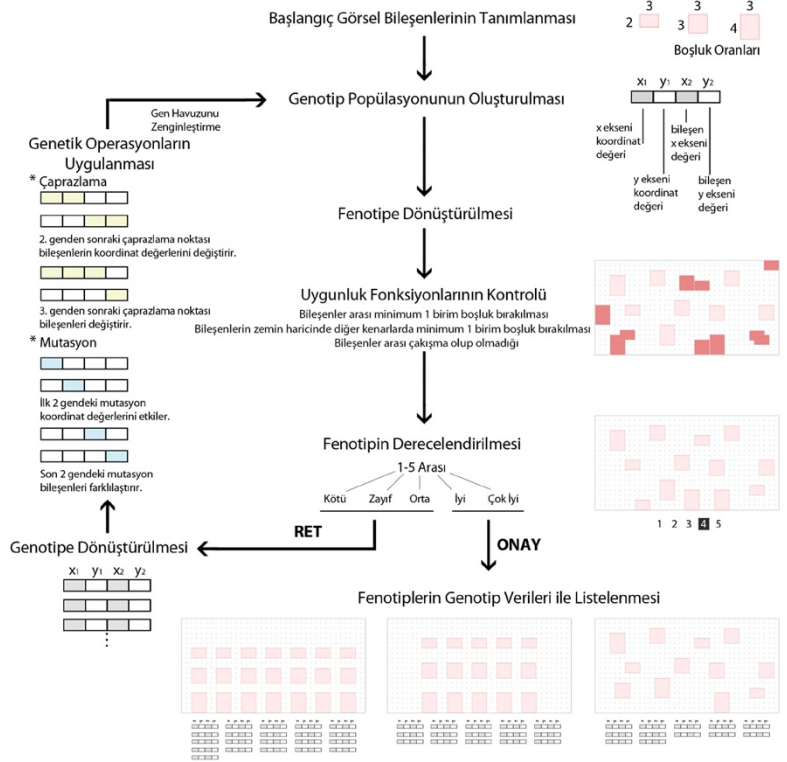 Başlangıç Görsel Bileşenlerinin Tanımlanması
3
2
3
3
3
4
Boşluk Oranları
Genotip Popülasyonunun Oluşturulması
x1 y1 x2 y2
x ekseni
koordinat
değeri
bileşen
x ekseni
değeri
y ekseni
koordinat
değeri
bileşen
y ekseni
değeri
Gen Havuzunu
Zenginleştirme
Genetik Operasyonların
Uygulanması
* Çaprazlama
2. genden sonraki çaprazlama noktası
bileşenlerin koordinat değerlerini değiştirir.
3. genden sonraki çaprazlama noktası
bileşenleri değiştirir.
* Mutasyon
İlk 2 gendeki mutasyon
koordinat değerlerini etkiler.
Son 2 gendeki mutasyon
bileşenleri farklılaştırır.
Fenotipe Dönüştürülmesi
Uygunluk Fonksiyonlarının Kontrolü
Bileşenler arası minimum 1 birim boşluk bırakılması
Bileşenlerin zemin haricinde diğer kenarlarda minimum 1 birim boşluk bırakılması
Bileşenler arası çakışma olup olmadığı
Fenotipin Derecelendirilmesi
1-5 Arası
Kötü Zayıf Orta İyi Çok İyi
1 2 3 4 5
RET
ONAY
Genotipe Dönüştürülmesi
x1 y1 x2 y2
Fenotiplerin Genotip Verileri ile Listelenmesi